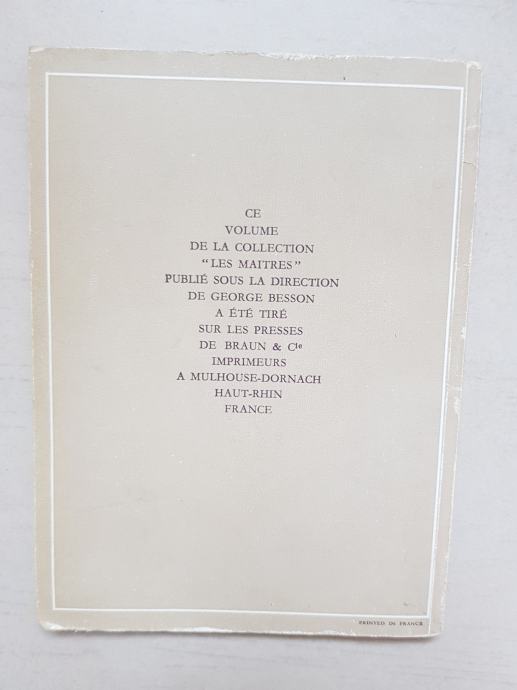 CE
VOLUME
DE LA COLLECTION
"LES MAITRES"
PUBLIÉ SOUS LA DIRECTION
DE GEORGE BESSON
A ÉTÉ TIRÉ
SUR LES PRESSES
DE BRAUN & Cie
IMPRIMEURS
A MULHOUSE-DORNACH
HAUT-RHIN
FRANCE
PRINTED IN FRANCE